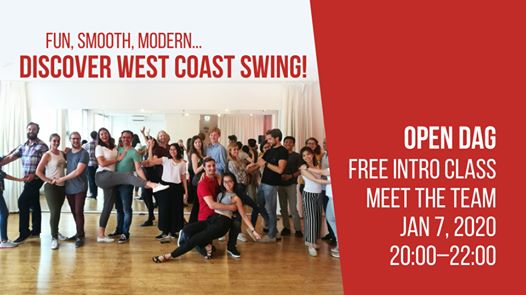 FUN, SMOOTH, MODERN...
DISCOVER WEST COAST SWING!
OPEN DAG
FREE INTRO CLASS
MEET THE TEAM
JAN 7, 2020
20:00–22:00